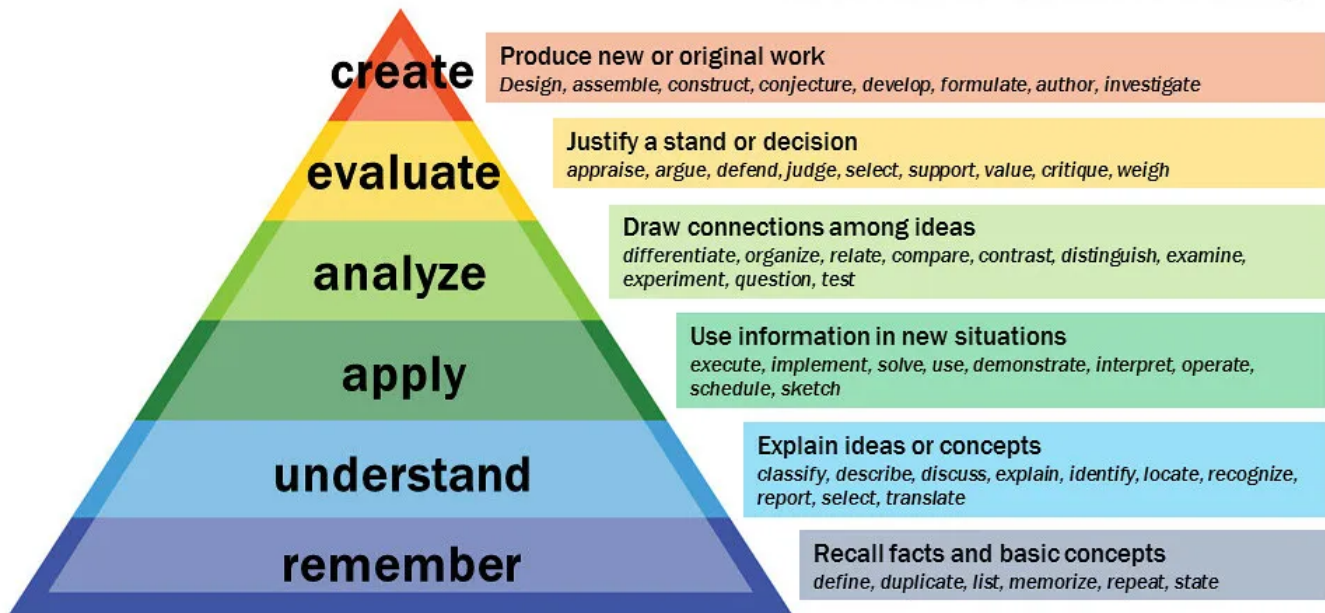 create
Produce new or original work
Design, assemble, construct, conjecture, develop, formulate, author, investigate
evaluate
Justify a stand or decision
appraise, argue, defend, judge, select, support, value, critique, weigh
analyze
Draw connections among ideas
differentiate, organize, relate, compare, contrast, distinguish, examine,
experiment, question, test
apply
Use information in new situations
execute, implement, solve, use, demonstrate, interpret, operate,
schedule, sketch
understand
Explain ideas or concepts
classify, describe, discuss, explain, identify, locate, recognize,
report, select, translate
remember
Recall facts and basic concepts
define, duplicate, list, memorize, repeat, state